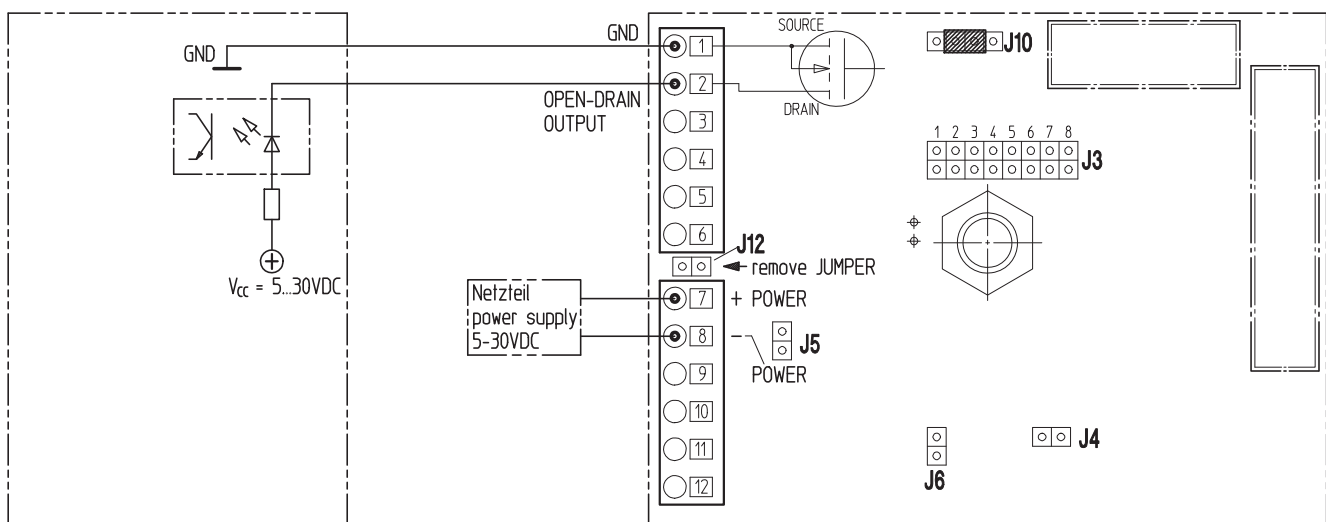 GND
V_CC = 5...30VDC
GND
OPEN-DRAIN
OUTPUT
Netzteil
power supply
5-30VDC
1
2
3
4
5
6
J12
remove JUMPER
7
+ POWER
8
–
POWER
9
10
11
12
SOURCE
DRAIN
J10
1 2 3 4 5 6 7 8
J3
J5
J6
J4